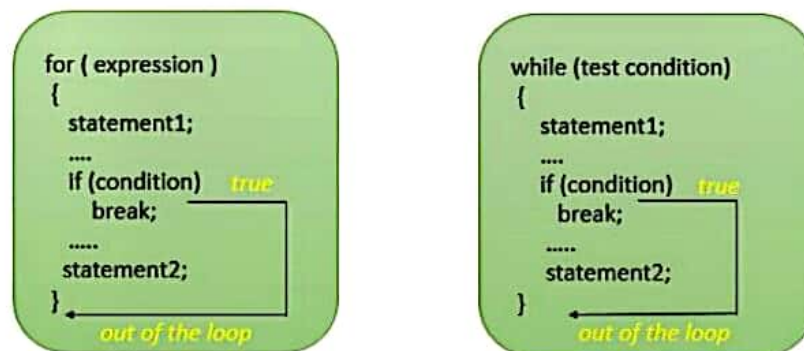 for ( expression )
{
statement1;
....
if (condition) true
break;
.....
statement2;
}
out of the loop
while (test condition)
{
statement1;
....
if (condition) true
break;
.....
statement2;
}
out of the loop